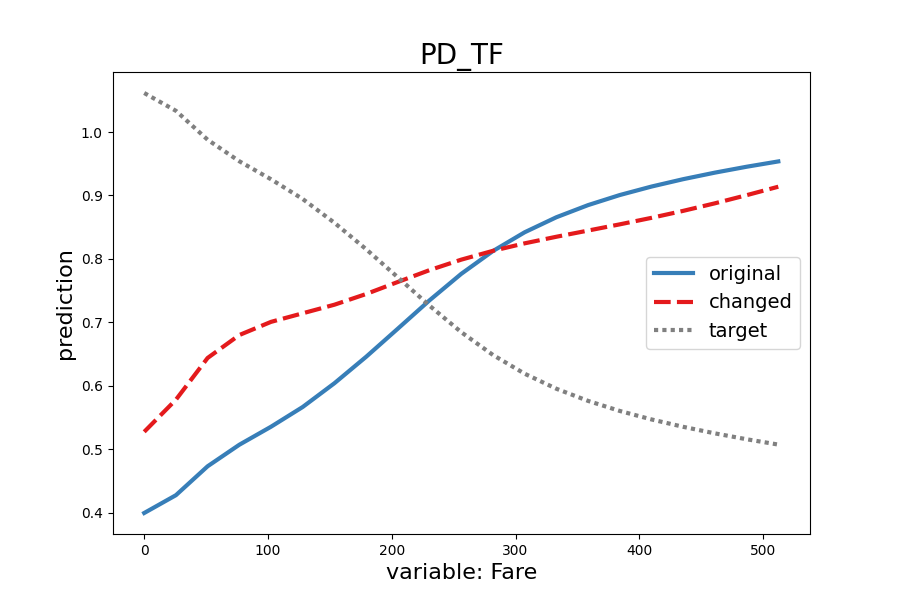 PD_TF
prediction
1.0
0.9
0.8
0.7
0.6
0.5
0.4
original
changed
target
0 100 200 300 400 500
variable: Fare